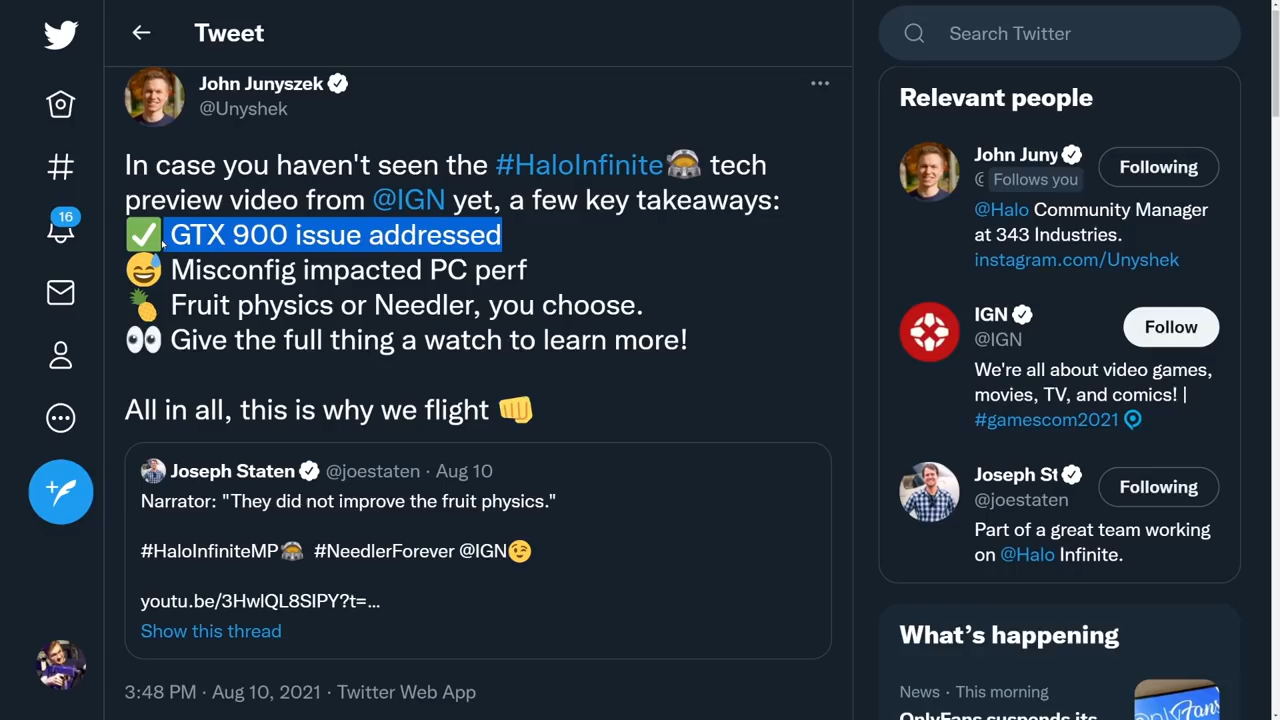 Tweet
John Junyszek
@Unyshek
In case you haven't seen the #HaloInfinite tech
preview video from @IGN yet, a few key takeaways:
✅ GTX 900 issue addressed
😅 Misconfig impacted PC perf
🍍 Fruit physics or Needler, you choose.
👀 Give the full thing a watch to learn more!
All in all, this is why we flight 👊
Joseph Staten @joestaten · Aug 10
Narrator: "They did not improve the fruit physics."
#HaloInfiniteMP #NeedlerForever @IGN😉
youtu.be/3HwlQL8SIPY?t=...
Show this thread
3:48 PM · Aug 10, 2021 · Twitter Web App
16
Search Twitter
Relevant people
John Juny
Following
@ Follows you
@Halo Community Manager
at 343 Industries.
instagram.com/Unyshek
IGN
@IGN
Follow
We're all about video games,
movies, TV, and comics! |
#gamescom2021
Joseph St
@joestaten
Following
Part of a great team working
on @Halo Infinite.
What's happening
News · This morning
OnlyFans suspends its
OnlyFans